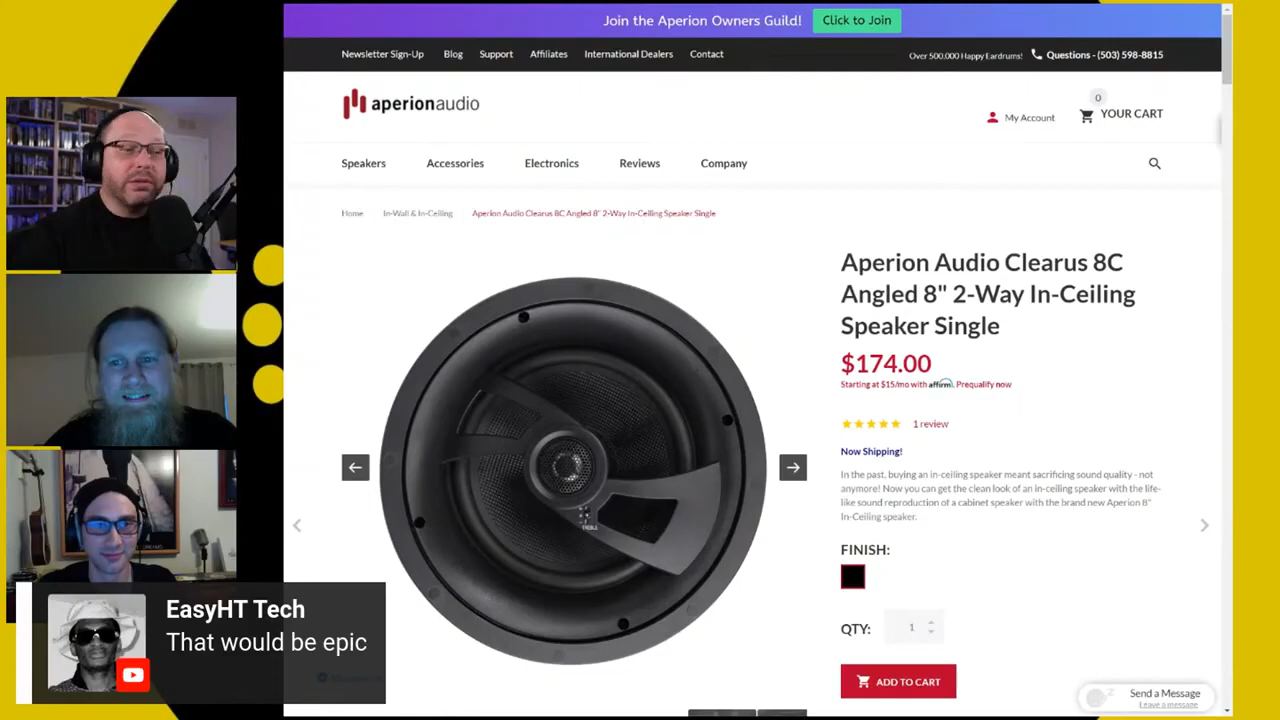 Join the Aperion Owners Guild! Click to Join
Newsletter Sign-Up Blog Support Affiliates International Dealers Contact
Over 500,000 Happy Eardrums! Questions - (503) 598-8815
aperionaudio
My Account
0
YOUR CART
Speakers Accessories Electronics Reviews Company
Home In-Wall & In-Ceiling Aperion Audio Clearus 8C Angled 8" 2-Way In-Ceiling Speaker Single
Aperion Audio Clearus 8C
Angled 8" 2-Way In-Ceiling
Speaker Single
$174.00
Starting at $15/mo with affirm. Prequalify now
1 review
Now Shipping!
In the past, buying an in-ceiling speaker meant sacrificing sound quality - not
anymore! Now you can get the clean look of an in-ceiling speaker with the life-
like sound reproduction of a cabinet speaker with the brand new Aperion 8"
In-Ceiling speaker.
FINISH:
QTY: 1
ADD TO CART
Send a Message
Leave a message
TREBLE
EasyHT Tech
That would be epic